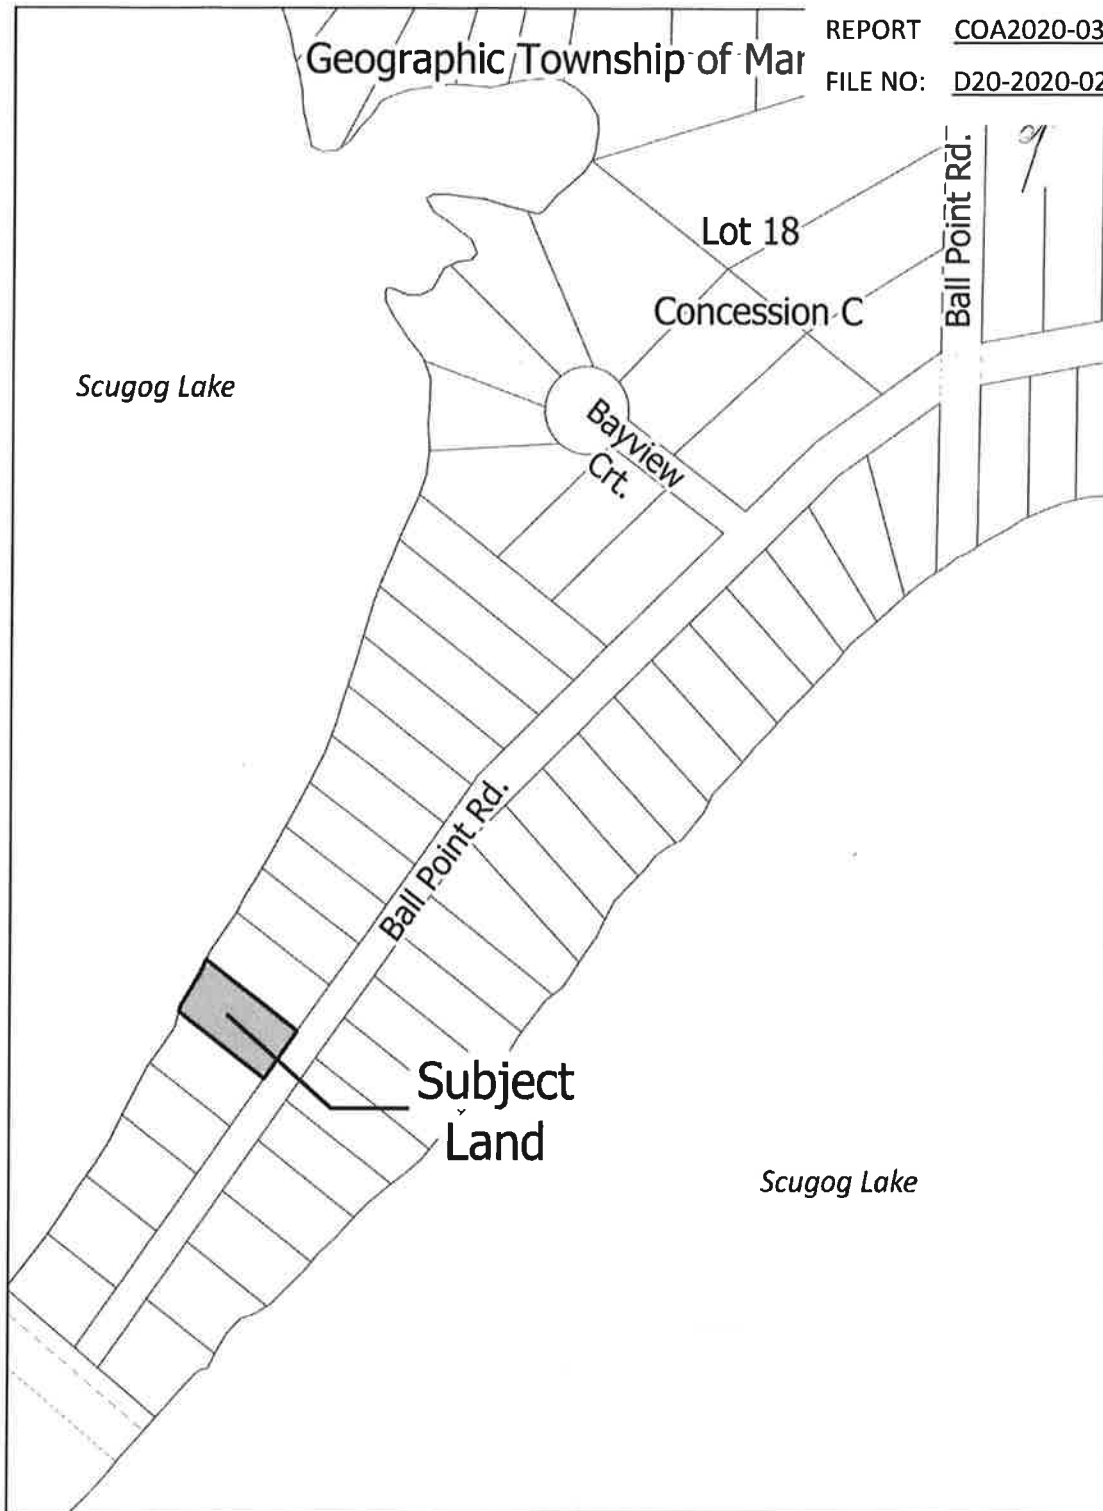 REPORT COA2020-03
FILE NO: D20-2020-02
Geographic Township of Mar
Ball Point Rd.
Lot 18
Concession C
Scugog Lake
Bayview
Crt.
Ball Point Rd.
Subject
Land
Scugog Lake